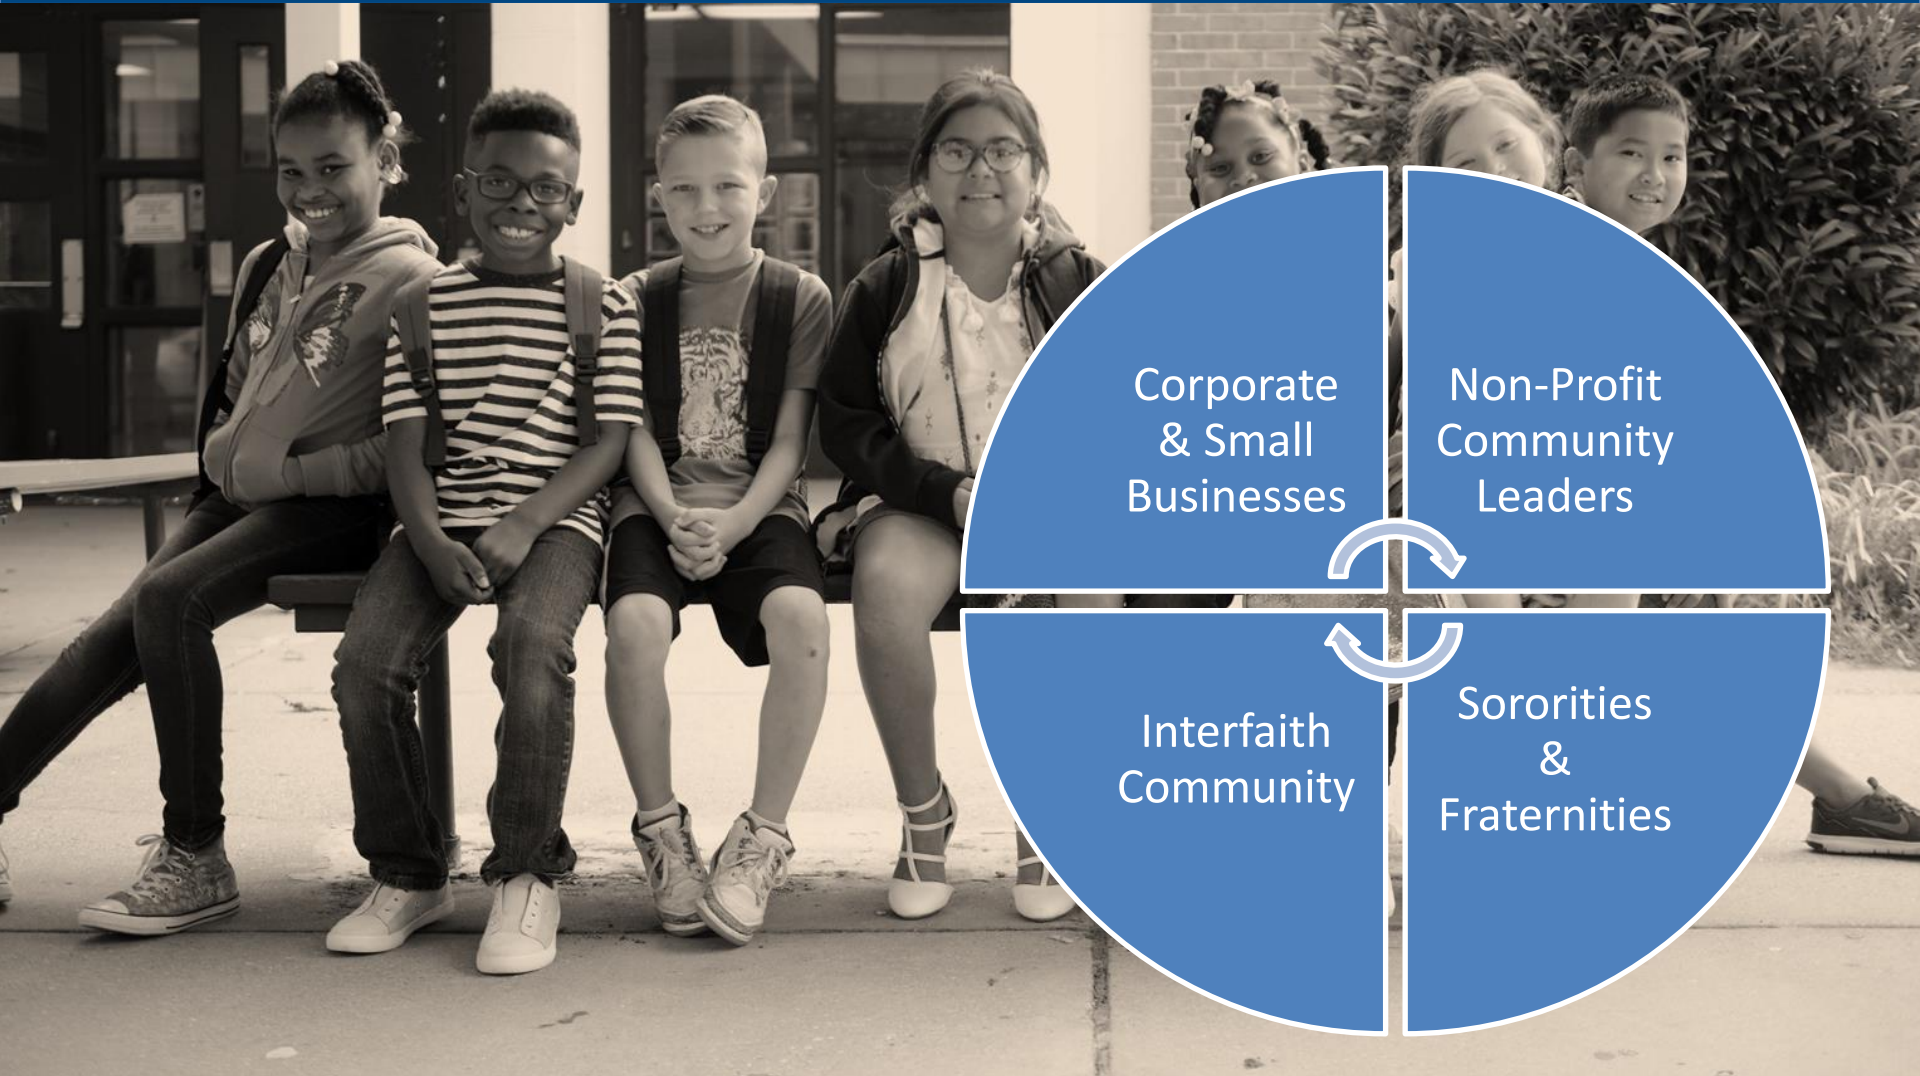 Corporate
& Small
Businesses
Non-Profit
Community
Leaders
Interfaith
Community
Sororities
&
Fraternities